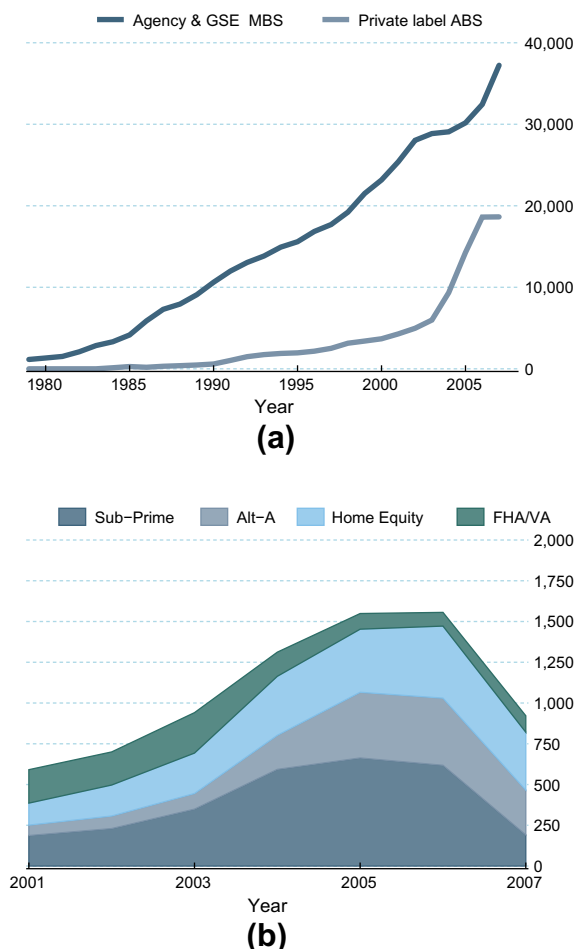 Agency & GSE MBS Private label ABS
40,000
30,000
20,000
10,000
0
1980 1985 1990 1995 2000 2005
Year
(a)
Sub−Prime Alt−A Home Equity FHA/VA
2,000
1,750
1,500
1,250
1,000
750
500
250
0
2001 2003 2005 2007
Year
(b)